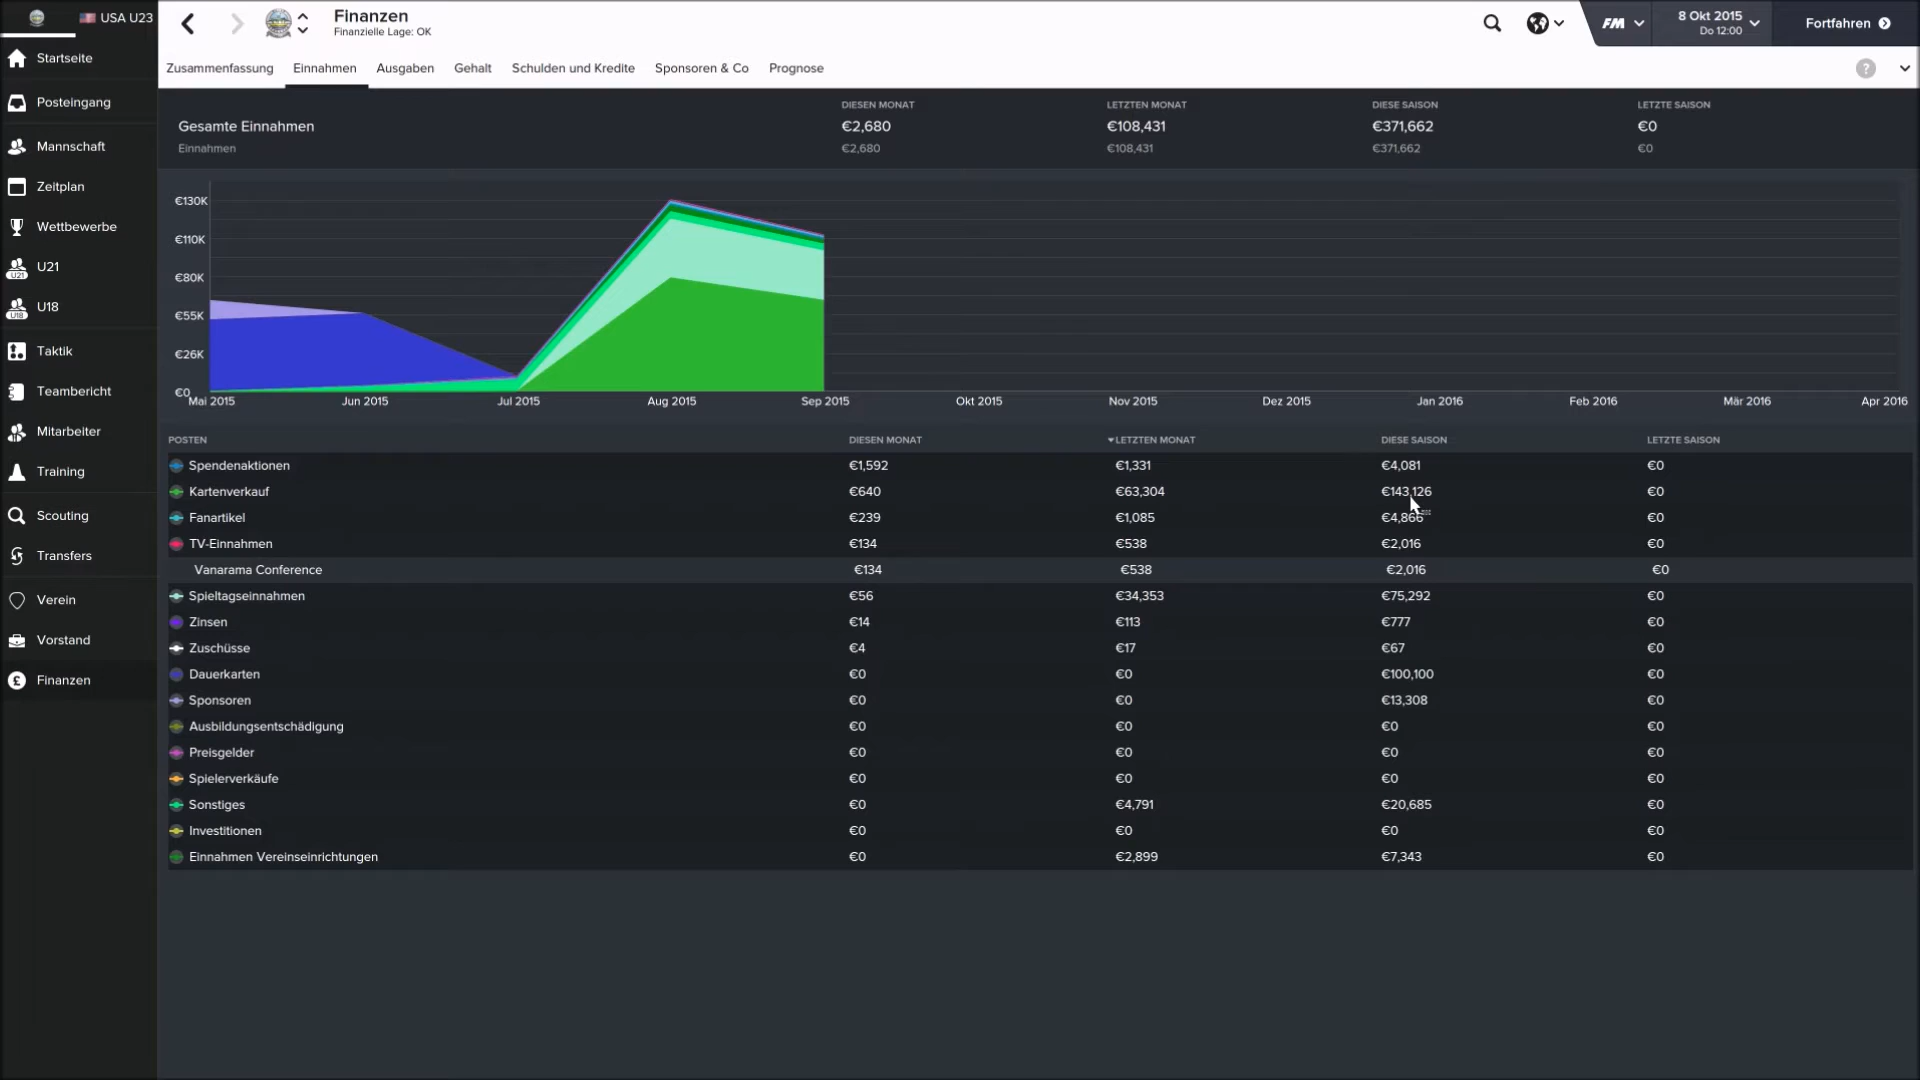 USA U23
Finanzen
Finanzielle Lage: OK
FM
8 Okt 2015
Do 12:00
Fortfahren
Zusammenfassung Einnahmen Ausgaben Gehalt Schulden und Kredite Sponsoren & Co Prognose
?
Startseite
Posteingang
Mannschaft
Zeitplan
Wettbewerbe
U21
U21
U18
U18
Taktik
Teambericht
Mitarbeiter
Training
Scouting
Transfers
Verein
Vorstand
£ Finanzen
DIESEN MONAT LETZTEN MONAT DIESE SAISON LETZTE SAISON
Gesamte Einnahmen €2,680 €108,431 €371,662 €0
Einnahmen €2,680 €108,431 €371,662 €0
€130K
€110K
€80K
€55K
€26K
€0
Mai 2015 Jun 2015 Jul 2015 Aug 2015 Sep 2015 Okt 2015 Nov 2015 Dez 2015 Jan 2016 Feb 2016 Mär 2016 Apr 2016
POSTEN DIESEN MONAT LETZTEN MONAT DIESE SAISON LETZTE SAISON
Spendenaktionen €1,592 €1,331 €4,081 €0
Kartenverkauf €640 €63,304 €143,126 €0
Fanartikel €239 €1,085 €4,866 €0
TV-Einnahmen €134 €538 €2,016 €0
Vanarama Conference €134 €538 €2,016 €0
Spieltagseinnahmen €56 €34,353 €75,292 €0
Zinsen €14 €113 €777 €0
Zuschüsse €4 €17 €67 €0
Dauerkarten €0 €0 €100,100 €0
Sponsoren €0 €0 €13,308 €0
Ausbildungsentschädigung €0 €0 €0 €0
Preisgelder €0 €0 €0 €0
Spielerverkäufe €0 €0 €0 €0
Sonstiges €0 €4,791 €20,685 €0
Investitionen €0 €0 €0 €0
Einnahmen Vereinseinrichtungen €0 €2,899 €7,343 €0